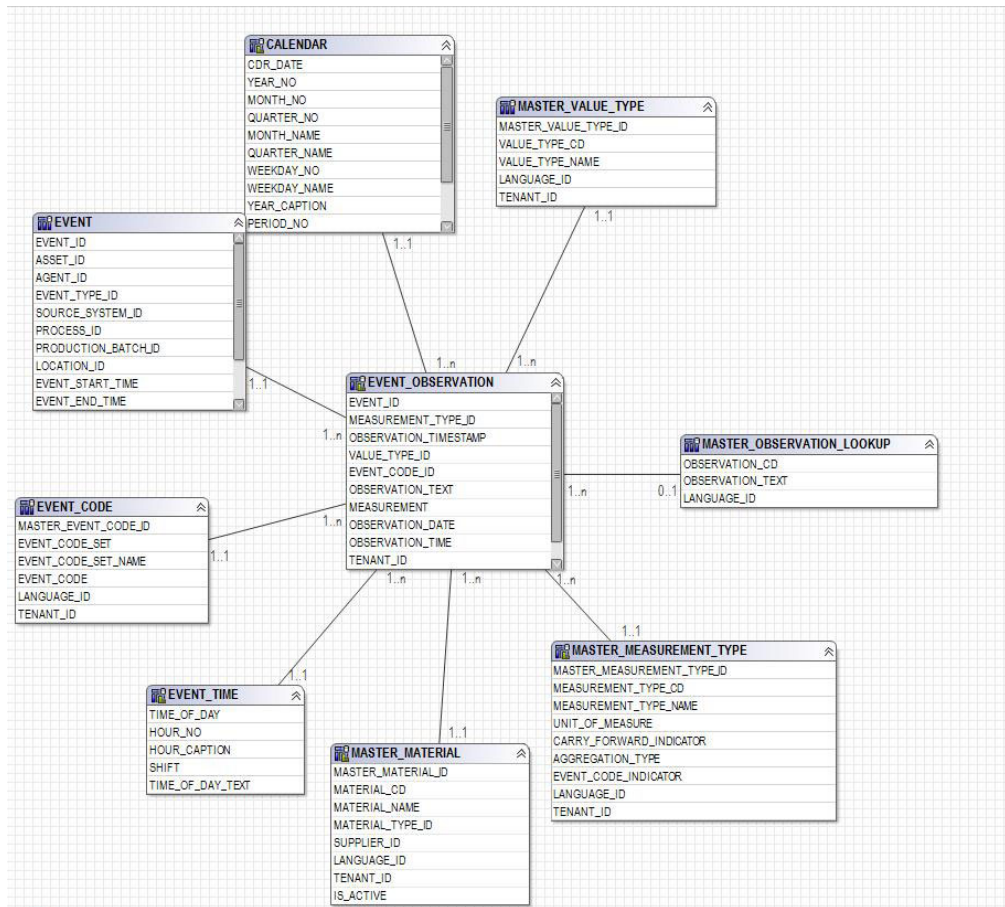 CALENDAR
CDR_DATE
YEAR_NO
MONTH_NO
QUARTER_NO
MONTH_NAME
QUARTER_NAME
WEEKDAY_NO
WEEKDAY_NAME
YEAR_CAPTION
PERIOD_NO
1..1
MASTER_VALUE_TYPE
MASTER_VALUE_TYPE_ID
VALUE_TYPE_CD
VALUE_TYPE_NAME
LANGUAGE_ID
TENANT_ID
1..1
EVENT
EVENT_ID
ASSET_ID
AGENT_ID
EVENT_TYPE_ID
SOURCE_SYSTEM_ID
PROCESS_ID
PRODUCTION_BATCH_ID
LOCATION_ID
EVENT_START_TIME
EVENT_END_TIME
1..1
1..n
1..n
1..n
EVENT_OBSERVATION
EVENT_ID
MEASUREMENT_TYPE_ID
OBSERVATION_TIMESTAMP
VALUE_TYPE_ID
EVENT_CODE_ID
OBSERVATION_TEXT
MEASUREMENT
OBSERVATION_DATE
OBSERVATION_TIME
TENANT_ID
1..n
0..1
MASTER_OBSERVATION_LOOKUP
OBSERVATION_CD
OBSERVATION_TEXT
LANGUAGE_ID
EVENT_CODE
MASTER_EVENT_CODE_ID
EVENT_CODE_SET
EVENT_CODE_SET_NAME
EVENT_CODE
LANGUAGE_ID
TENANT_ID
1..1
1..n
1..n
1..n
1..n
1..1
EVENT_TIME
TIME_OF_DAY
HOUR_NO
HOUR_CAPTION
SHIFT
TIME_OF_DAY_TEXT
1..1
MASTER_MATERIAL
MASTER_MATERIAL_ID
MATERIAL_CD
MATERIAL_NAME
MATERIAL_TYPE_ID
SUPPLIER_ID
LANGUAGE_ID
TENANT_ID
IS_ACTIVE
1..1
MASTER_MEASUREMENT_TYPE
MASTER_MEASUREMENT_TYPE_ID
MEASUREMENT_TYPE_CD
MEASUREMENT_TYPE_NAME
UNIT_OF_MEASURE
CARRY_FORWARD_INDICATOR
AGGREGATION_TYPE
EVENT_CODE_INDICATOR
LANGUAGE_ID
TENANT_ID